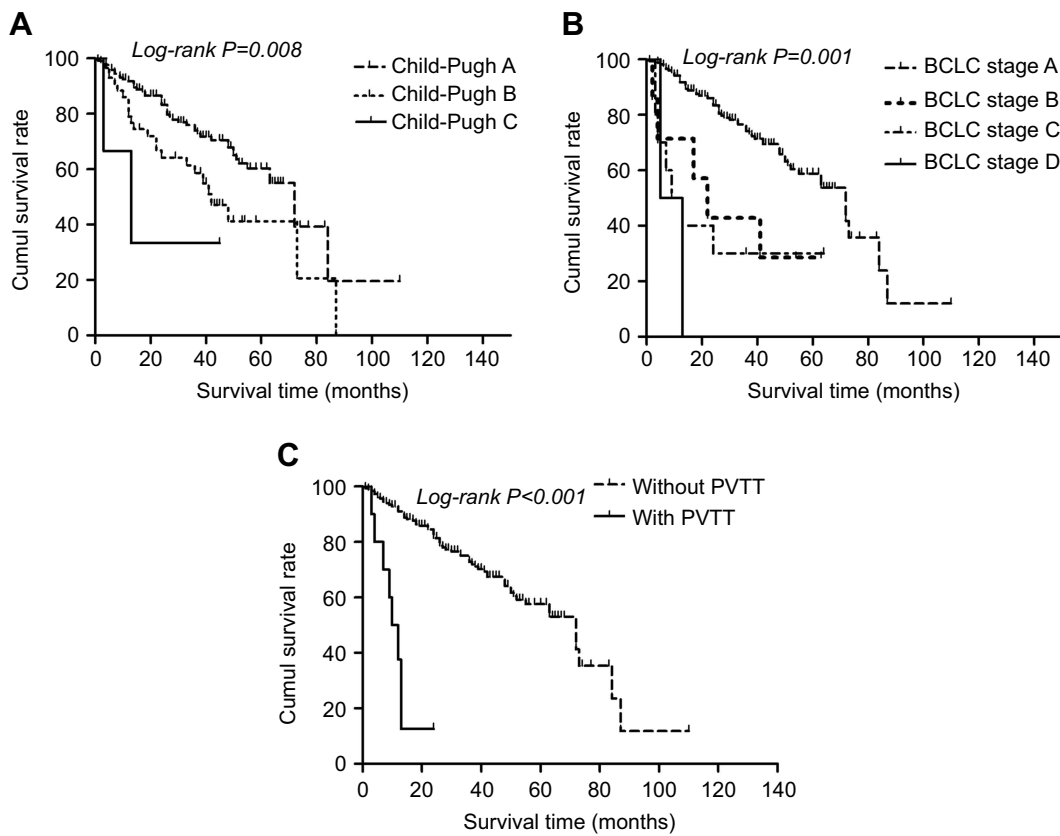 A
Log-rank P=0.008
Child-Pugh A
Child-Pugh B
Child-Pugh C
Cumul survival rate
100
80
60
40
20
0
0 20 40 60 80 100 120 140
Survival time (months)
B
Log-rank P=0.001
BCLC stage A
BCLC stage B
BCLC stage C
BCLC stage D
Cumul survival rate
100
80
60
40
20
0
0 20 40 60 80 100 120 140
Survival time (months)
C
Log-rank P<0.001
Without PVTT
With PVTT
Cumul survival rate
100
80
60
40
20
0
0 20 40 60 80 100 120 140
Survival time (months)